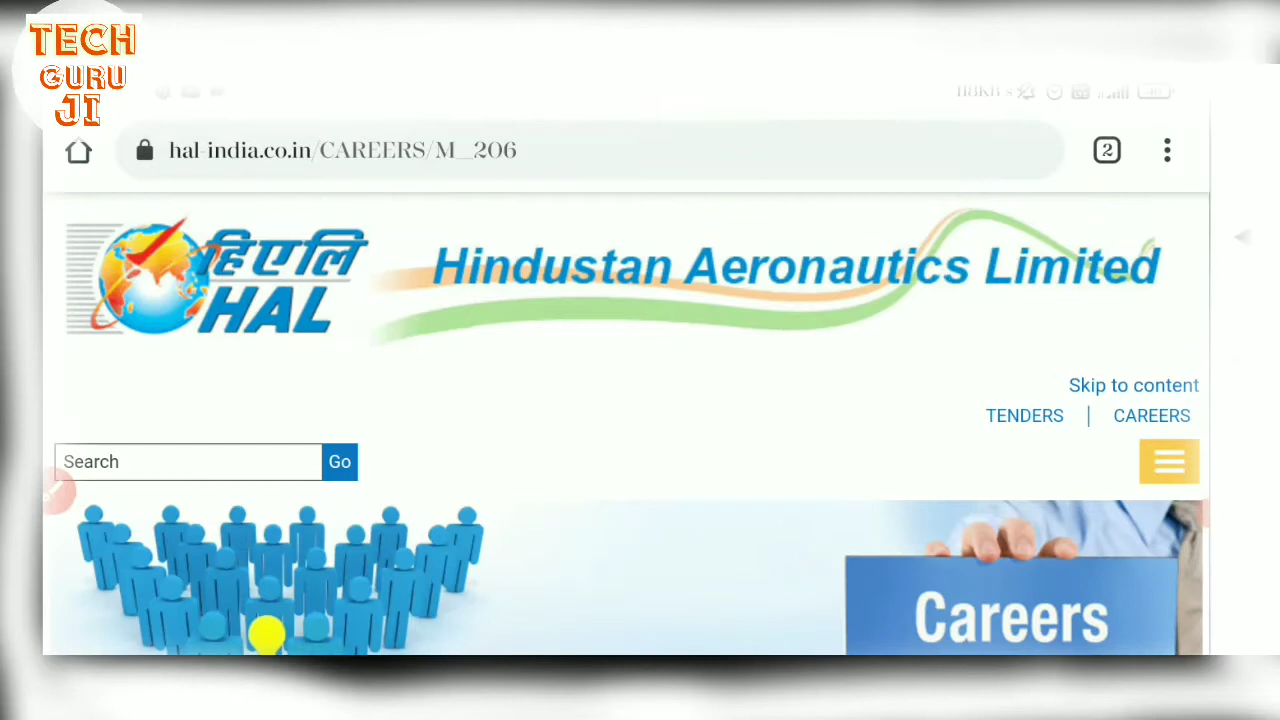 TECH
GURU
JI
118KB/s
2
hal-india.co.in/CAREERS/M_206
हिएलि
HAL
Hindustan Aeronautics Limited
Skip to content
TENDERS | CAREERS
Search Go
Careers